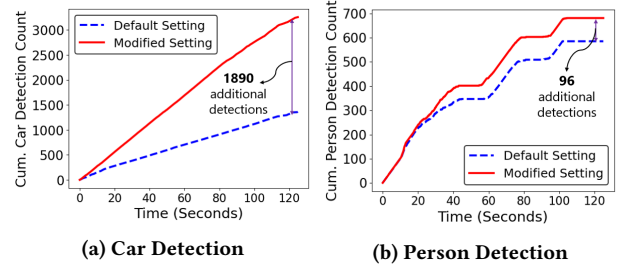 Cum. Car Detection Count
3000
2500
2000
1500
1000
500
0
Default Setting
Modified Setting
1890
additional
detections
0 20 40 60 80 100 120
Time (Seconds)
(a) Car Detection
Cum. Person Detection Count
700
600
500
400
300
200
100
0
96
additional
detections
Default Setting
Modified Setting
0 20 40 60 80 100 120
Time (Seconds)
(b) Person Detection